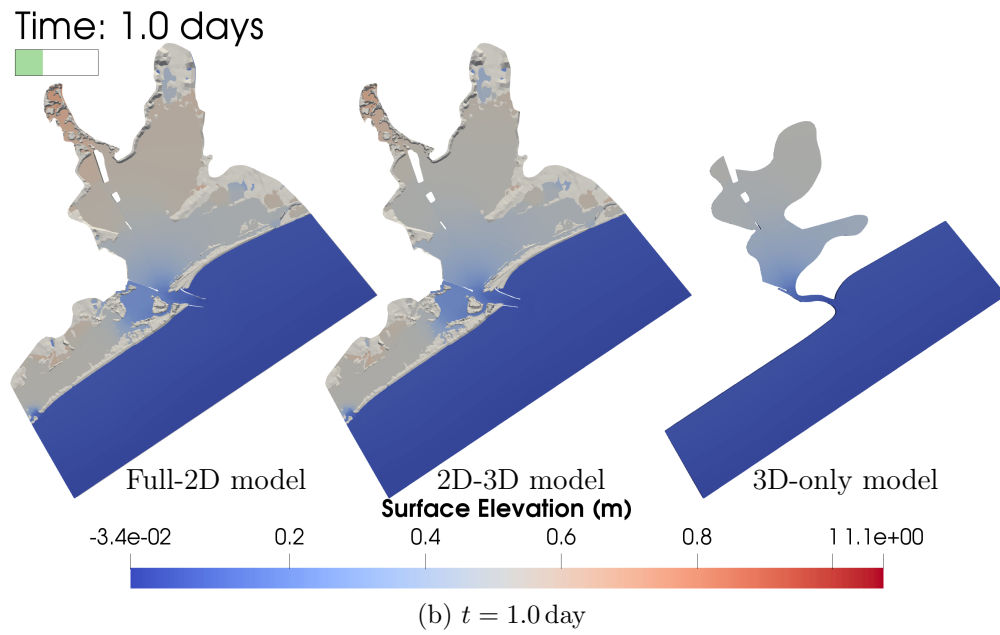 Time: 1.0 days
Full-2D model 2D-3D model 3D-only model
Surface Elevation (m)
-3.4e-02 0.2 0.4 0.6 0.8 1 1.1e+00
(b) t = 1.0 day